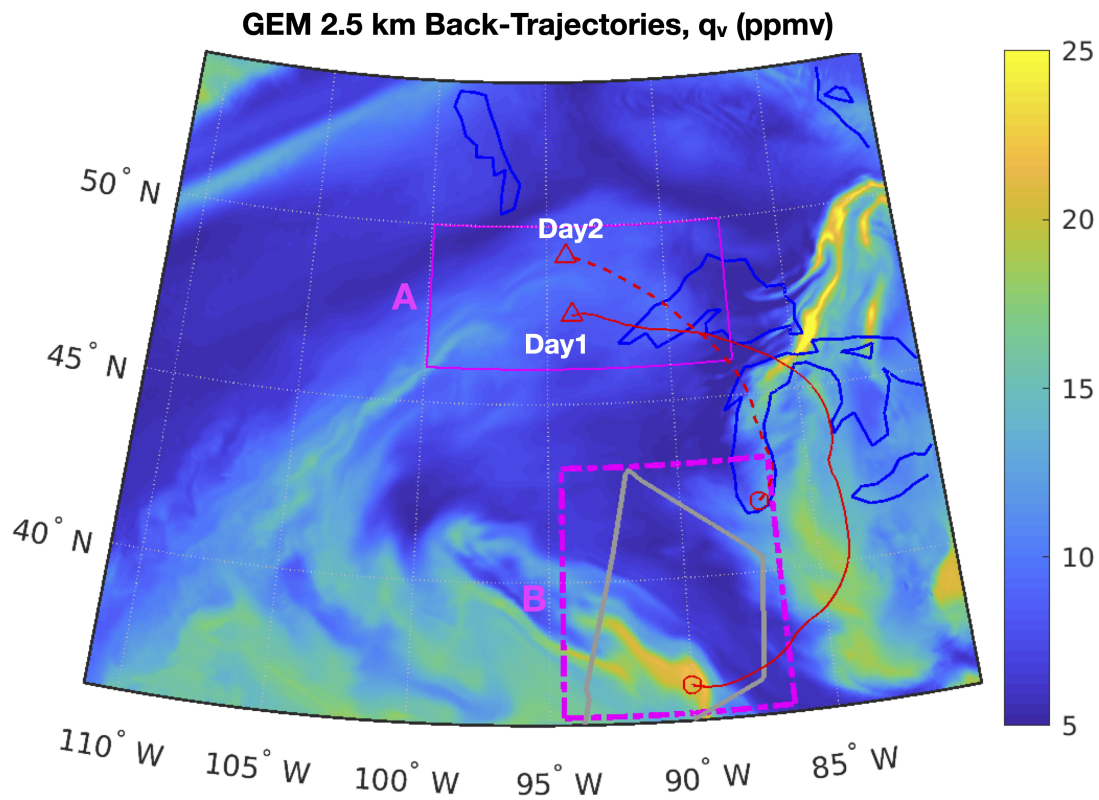 GEM 2.5 km Back-Trajectories, qᵥ (ppmv)
25
50° N
Day2
20
A
Day1
45° N
15
40° N
10
B
5
110° W
105° W
100° W
95° W
90° W
85° W